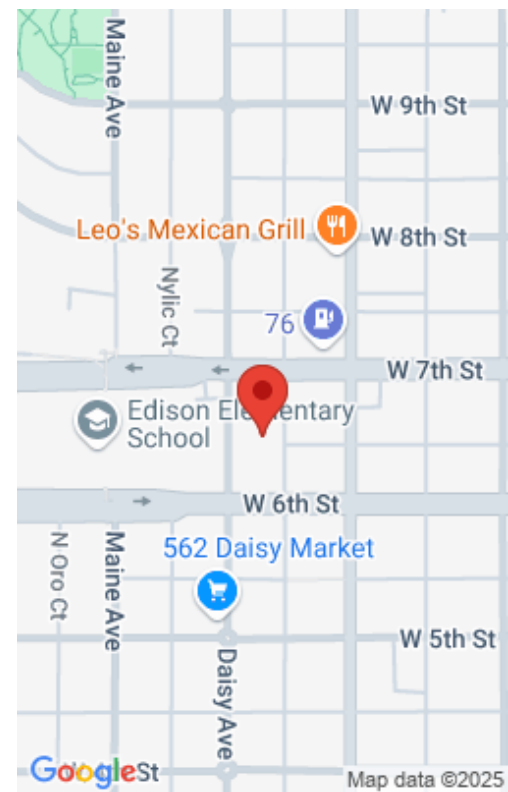 Maine Ave
W 9th St
Leo's Mexican Grill
W 8th St
Nylic Ct
76
W 7th St
Edison Elementary
School
W 6th St
562 Daisy Market
N Oro Ct
Maine Ave
W 5th St
Daisy Ave
Google
St
Map data ©2025